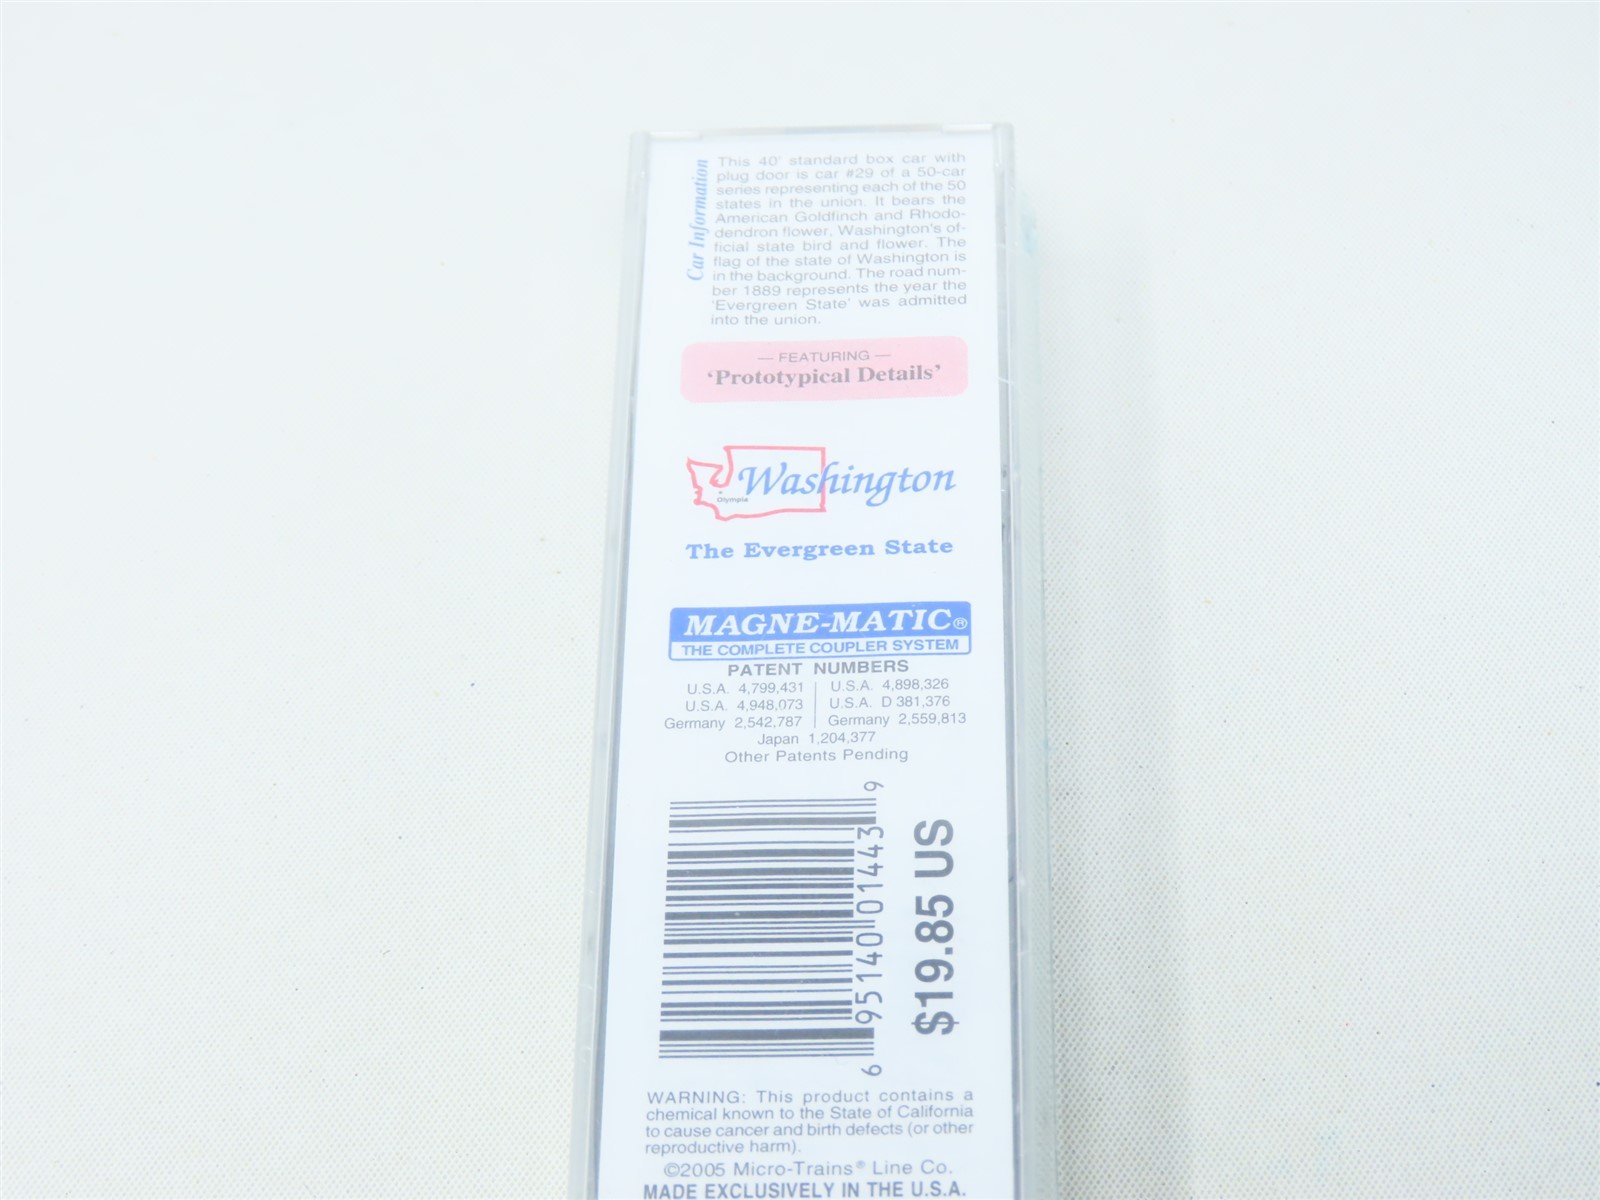 Car Information
This 40' standard box car with
plug door is car #29 of a 50-car
series representing each of the 50
states in the union. It bears the
American Goldfinch and Rhodo-
dendron flower, Washington's of-
ficial state bird and flower. The
flag of the state of Washington is
in the background. The road num-
ber 1889 represents the year the
'Evergreen State' was admitted
into the union.
— FEATURING —
'Prototypical Details'
Washington
Olympia
The Evergreen State
MAGNE-MATIC®
THE COMPLETE COUPLER SYSTEM
PATENT NUMBERS
U.S.A. 4,799,431 | U.S.A. 4,898,326
U.S.A. 4,948,073 | U.S.A. D 381,376
Germany 2,542,787 | Germany 2,559,813
Japan 1,204,377
Other Patents Pending
6 95140 01443 9
$19.85 US
WARNING: This product contains a
chemical known to the State of California
to cause cancer and birth defects (or other
reproductive harm).
©2005 Micro-Trains® Line Co.
MADE EXCLUSIVELY IN THE U.S.A.